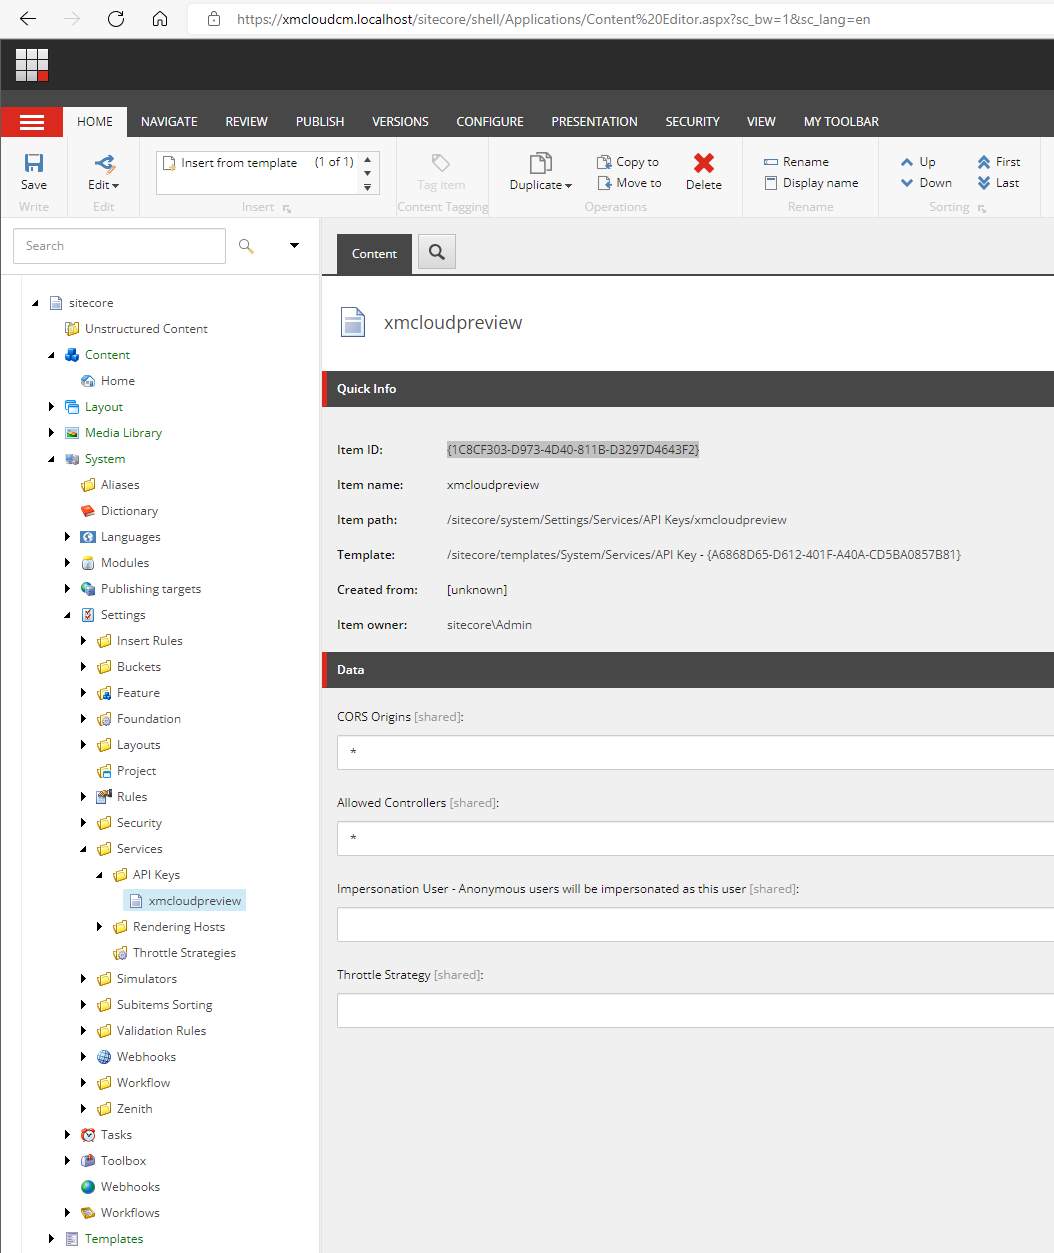 https://xmcloudcm.localhost/sitecore/shell/Applications/Content%20Editor.aspx?sc_bw=1&sc_lang=en
HOME NAVIGATE REVIEW PUBLISH VERSIONS CONFIGURE PRESENTATION SECURITY VIEW MY TOOLBAR
Save
Write
Edit
Edit
Insert from template (1 of 1)
Insert
Tag item
Content Tagging
Duplicate
Copy to
Move to
Delete
Operations
Rename
Display name
Rename
Up
Down
First
Last
Sorting
Search
sitecore
Unstructured Content
Content
Home
Layout
Media Library
System
Aliases
Dictionary
Languages
Modules
Publishing targets
Settings
Insert Rules
Buckets
Feature
Foundation
Layouts
Project
Rules
Security
Services
API Keys
xmcloudpreview
Rendering Hosts
Throttle Strategies
Simulators
Subitems Sorting
Validation Rules
Webhooks
Workflow
Zenith
Tasks
Toolbox
Webhooks
Workflows
Templates
Content
xmcloudpreview
Quick Info
Item ID: {1C8CF303-D973-4D40-811B-D3297D4643F2}
Item name: xmcloudpreview
Item path: /sitecore/system/Settings/Services/API Keys/xmcloudpreview
Template: /sitecore/templates/System/Services/API Key - {A6868D65-D612-401F-A40A-CD5BA0857B81}
Created from: [unknown]
Item owner: sitecore\Admin
Data
CORS Origins [shared]:
*
Allowed Controllers [shared]:
*
Impersonation User - Anonymous users will be impersonated as this user [shared]:
Throttle Strategy [shared]: